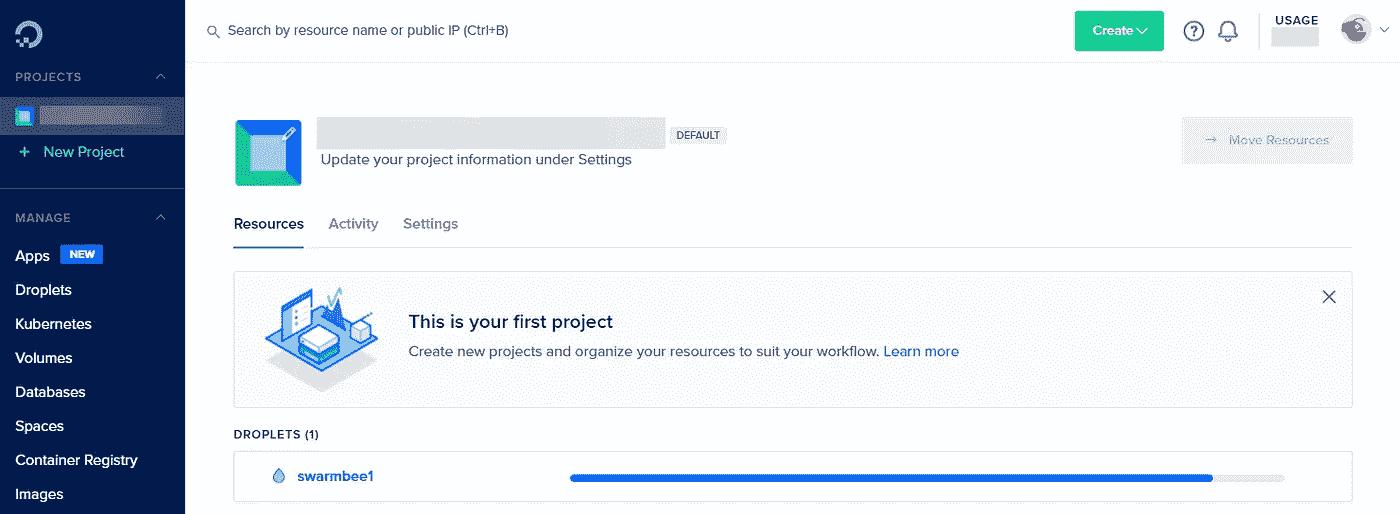 Search by resource name or public IP (Ctrl+B)
Create
USAGE
PROJECTS
+ New Project
MANAGE
Apps NEW
Droplets
Kubernetes
Volumes
Databases
Spaces
Container Registry
Images
DEFAULT
Update your project information under Settings
→ Move Resources
Resources Activity Settings
This is your first project
Create new projects and organize your resources to suit your workflow. Learn more
DROPLETS (1)
swarmbee1